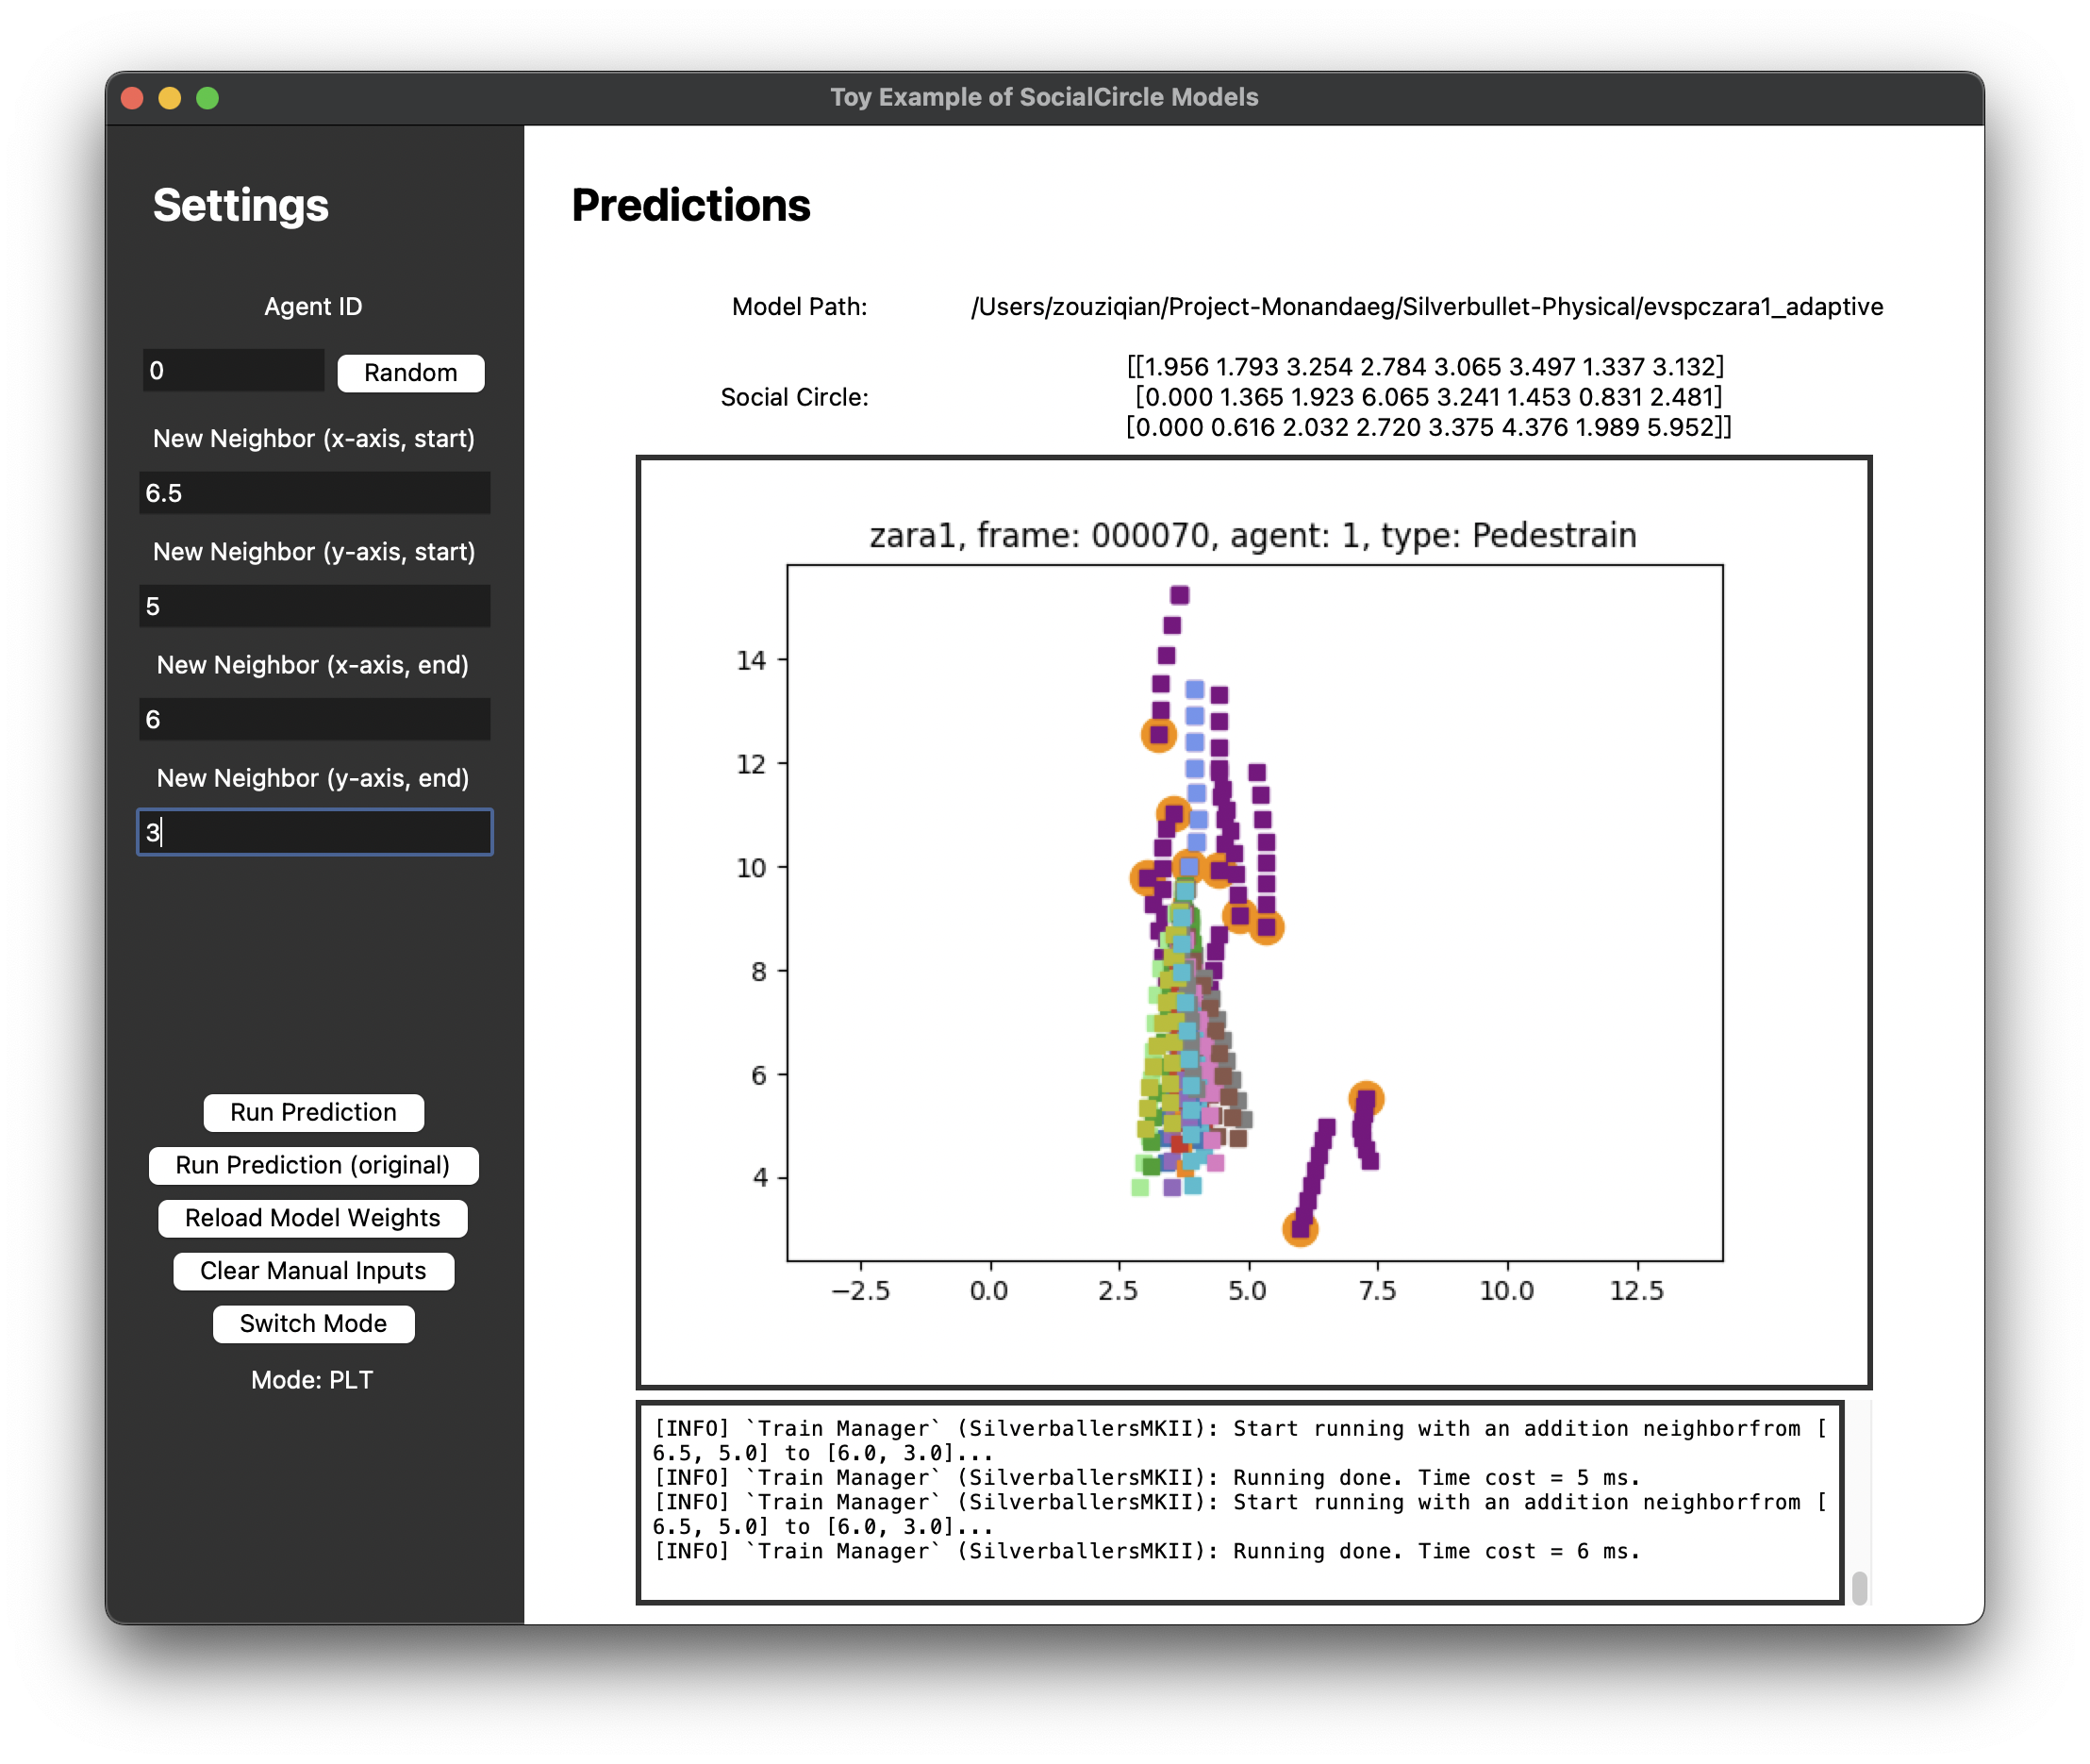 Toy Example of SocialCircle Models
Settings
Agent ID
0
Random
New Neighbor (x-axis, start)
6.5
New Neighbor (y-axis, start)
5
New Neighbor (x-axis, end)
6
New Neighbor (y-axis, end)
3
Run Prediction
Run Prediction (original)
Reload Model Weights
Clear Manual Inputs
Switch Mode
Mode: PLT
Predictions
Model Path:
/Users/zouziqian/Project-Monandaeg/Silverbullet-Physical/evspczara1_adaptive
Social Circle:
[[1.956 1.793 3.254 2.784 3.065 3.497 1.337 3.132]
[0.000 1.365 1.923 6.065 3.241 1.453 0.831 2.481]
[0.000 0.616 2.032 2.720 3.375 4.376 1.989 5.952]]
zara1, frame: 000070, agent: 1, type: Pedestrain
14
12
10
8
6
4
−2.5 0.0 2.5 5.0 7.5 10.0 12.5
[INFO] `Train Manager` (SilverballersMKII): Start running with an addition neighborfrom [
6.5, 5.0] to [6.0, 3.0]...
[INFO] `Train Manager` (SilverballersMKII): Running done. Time cost = 5 ms.
[INFO] `Train Manager` (SilverballersMKII): Start running with an addition neighborfrom [
6.5, 5.0] to [6.0, 3.0]...
[INFO] `Train Manager` (SilverballersMKII): Running done. Time cost = 6 ms.